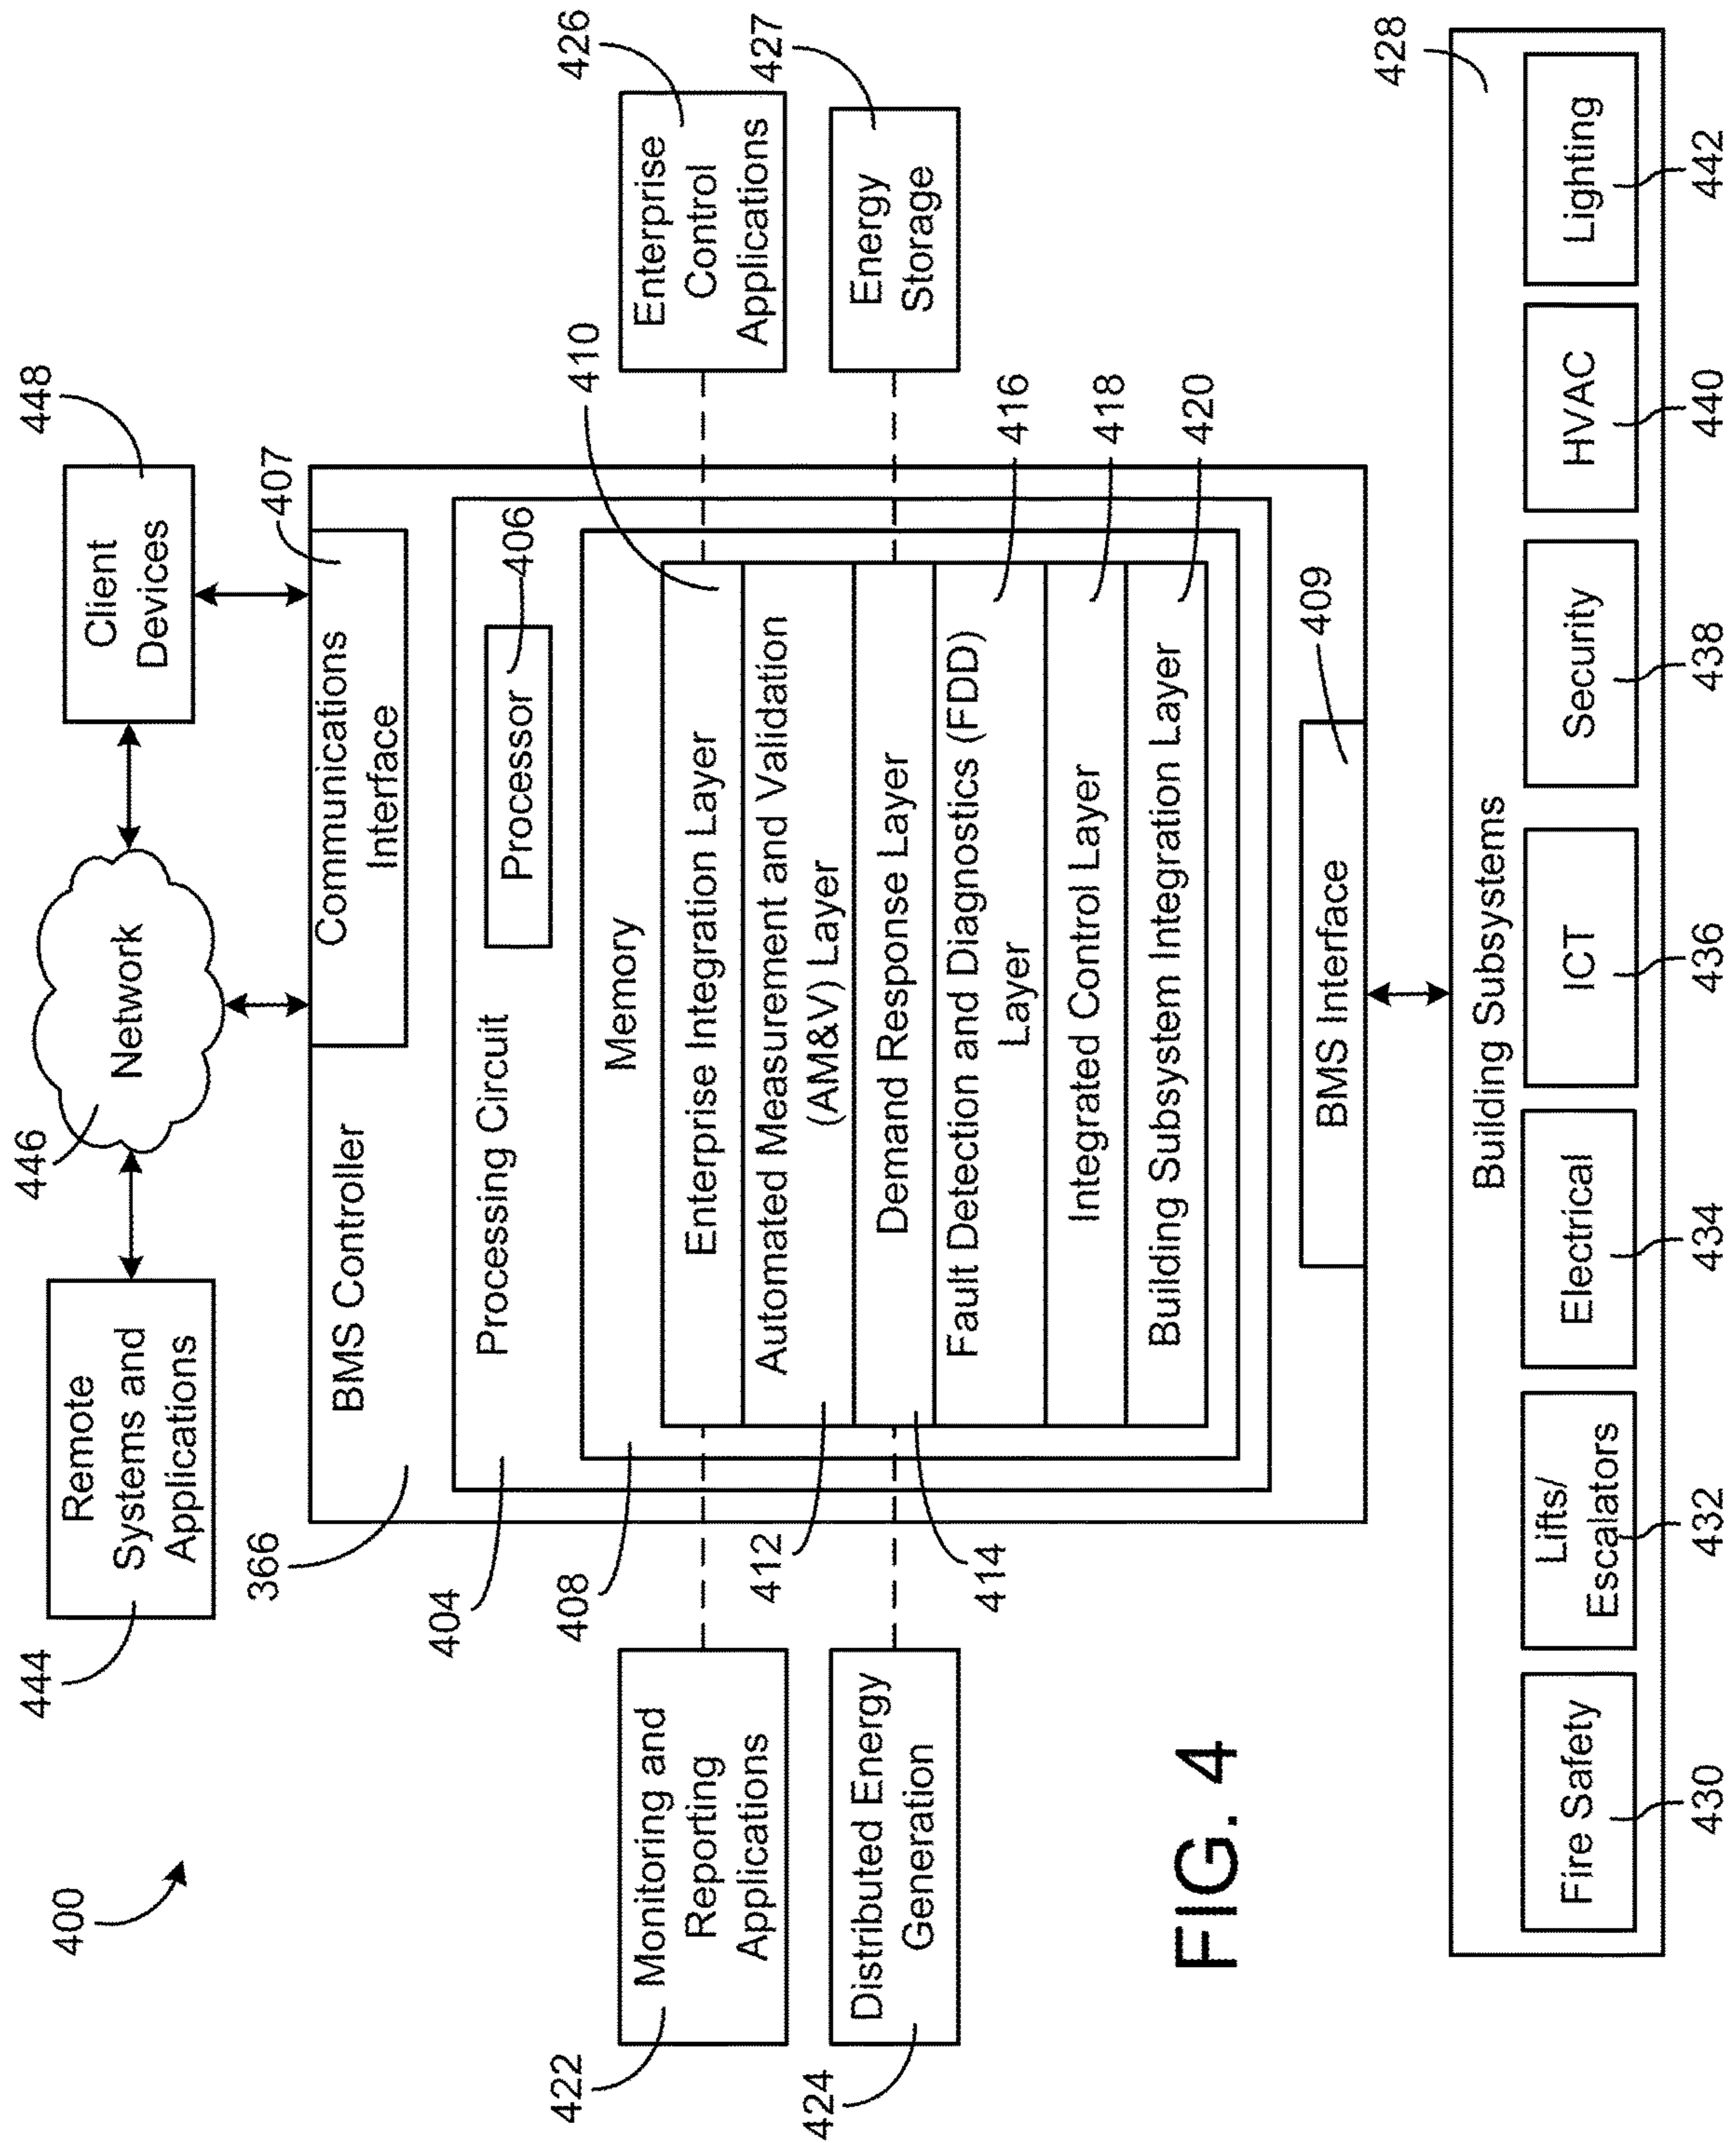 400
444
Remote
Systems and
Applications
446
Network
Client
Devices
448
366
BMS Controller
Communications
Interface
407
404
Processing Circuit
Processor
406
408
Memory
410
Enterprise Integration Layer
Automated Measurement and Validation
(AM&V) Layer
412
Demand Response Layer
414
Fault Detection and Diagnostics (FDD)
Layer
416
Integrated Control Layer
418
Building Subsystem Integration Layer
420
422
Monitoring and
Reporting
Applications
424
Distributed Energy
Generation
Enterprise
Control
Applications
426
Energy
Storage
427
BMS Interface
409
FIG. 4
Building Subsystems
428
Fire Safety
Lifts/
Escalators
Electrical
ICT
Security
HVAC
Lighting
430
432
434
436
438
440
442